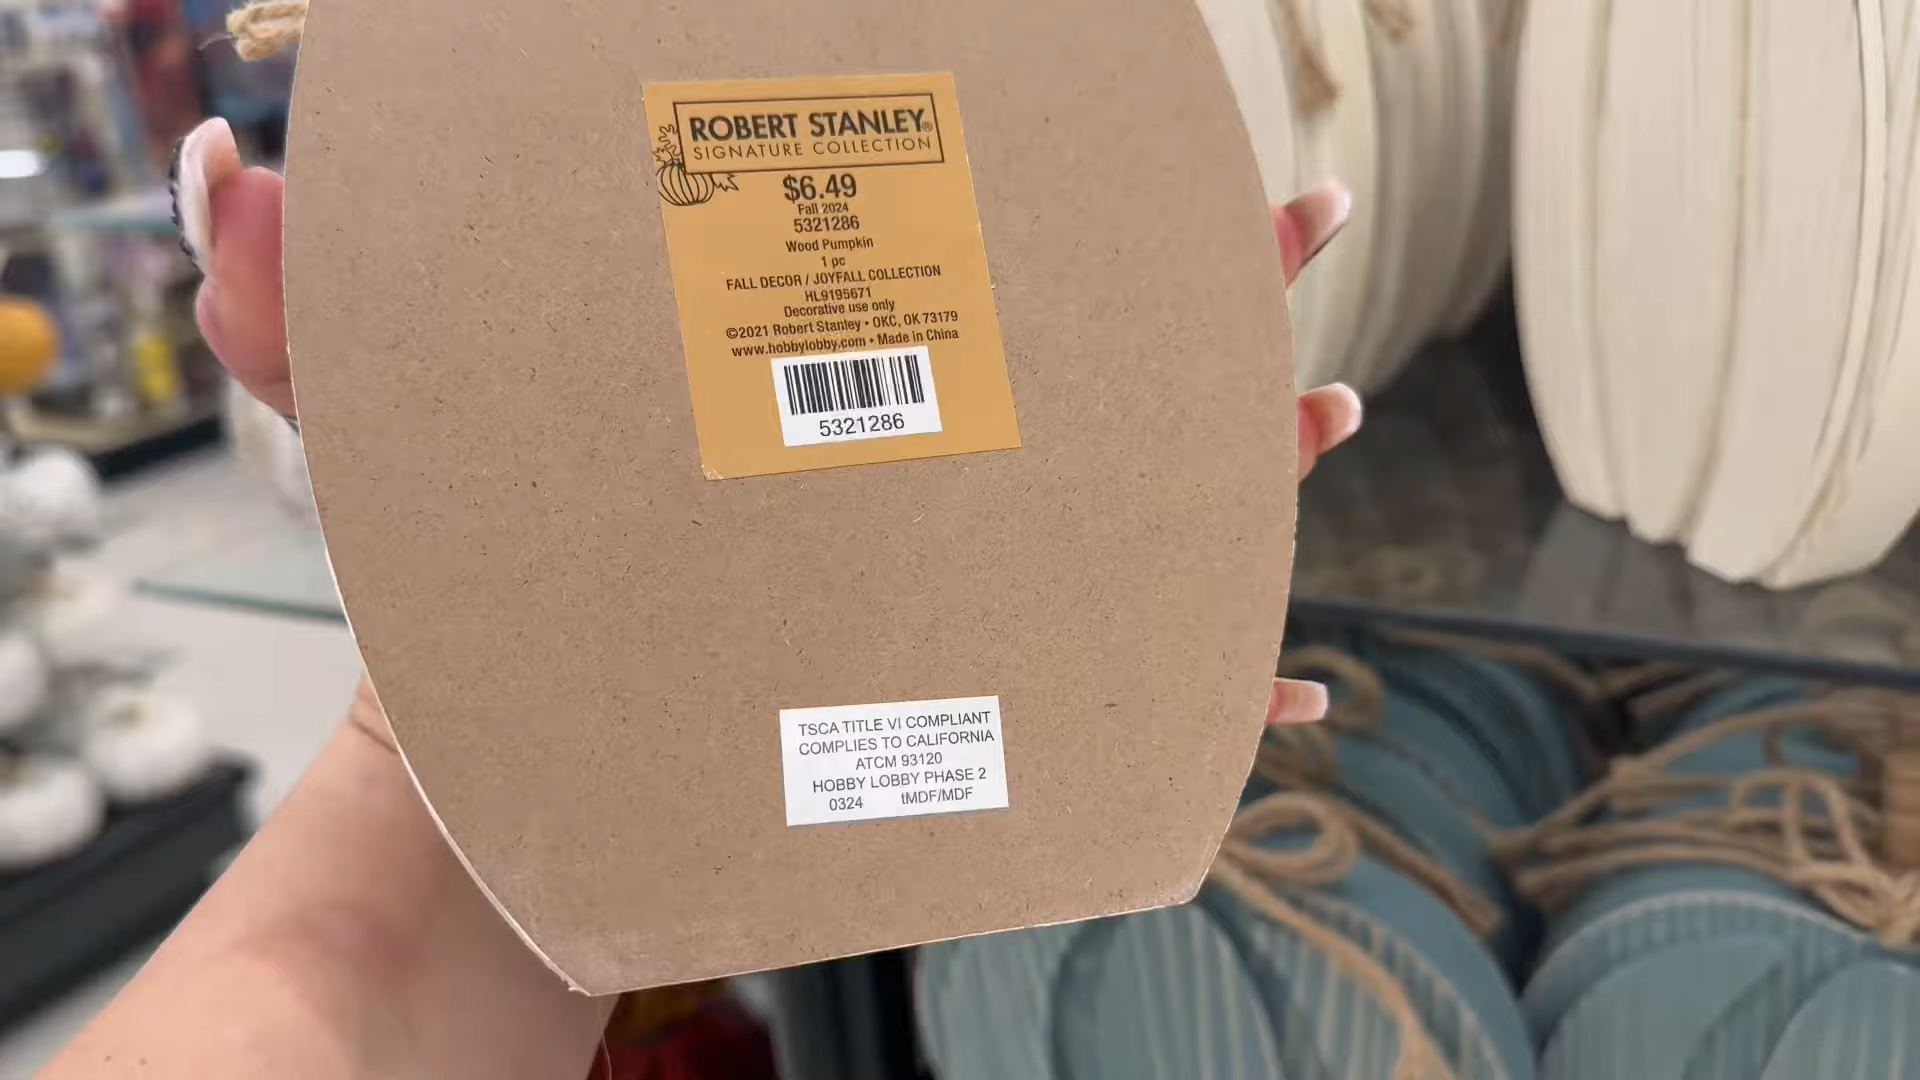 ROBERT STANLEY®
SIGNATURE COLLECTION
$6.49
Fall 2024
5321286
Wood Pumpkin
1 pc
FALL DECOR / JOYFALL COLLECTION
HL9195671
Decorative use only
©2021 Robert Stanley • OKC, OK 73179
www.hobbylobby.com • Made in China
5321286
TSCA TITLE VI COMPLIANT
COMPLIES TO CALIFORNIA
ATCM 93120
HOBBY LOBBY PHASE 2
0324 tMDF/MDF